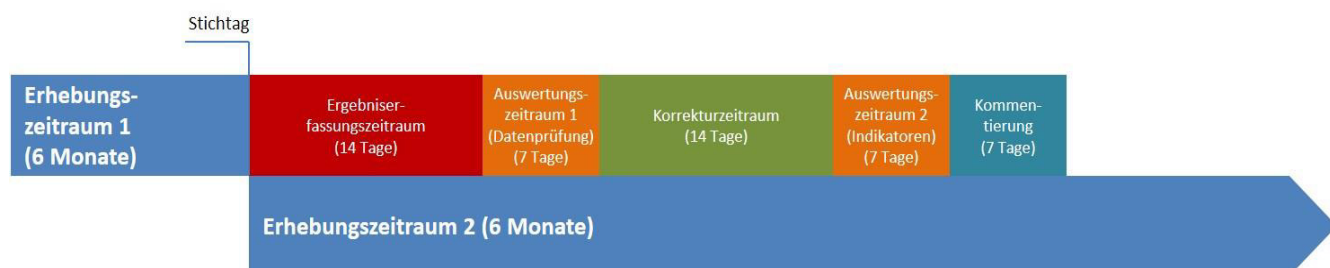 Stichtag
Erhebungs-
zeitraum 1
(6 Monate)
Ergebniser-
fassungszeitraum
(14 Tage)
Auswertungs-
zeitraum 1
(Datenprüfung)
(7 Tage)
Korrekturzeitraum
(14 Tage)
Auswertungs-
zeitraum 2
(Indikatoren)
(7 Tage)
Kommen-
tierung
(7 Tage)
Erhebungszeitraum 2 (6 Monate)